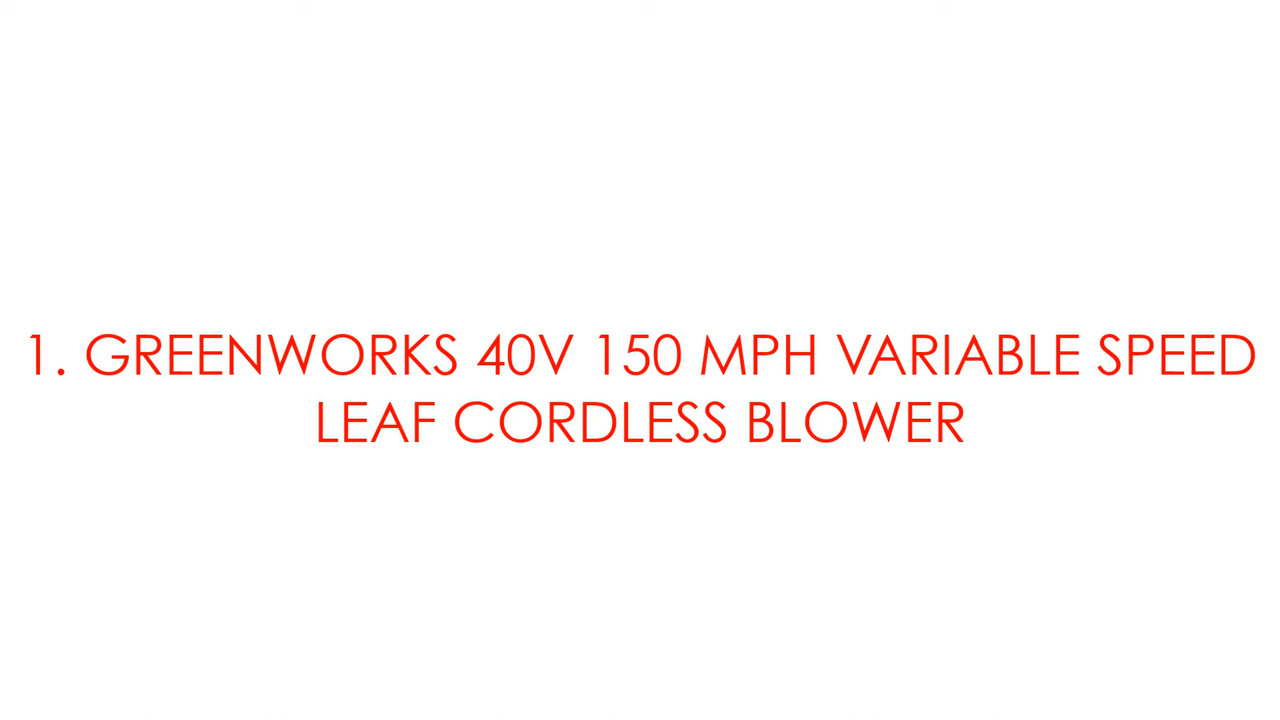 1. GREENWORKS 40V 150 MPH VARIABLE SPEED
LEAF CORDLESS BLOWER